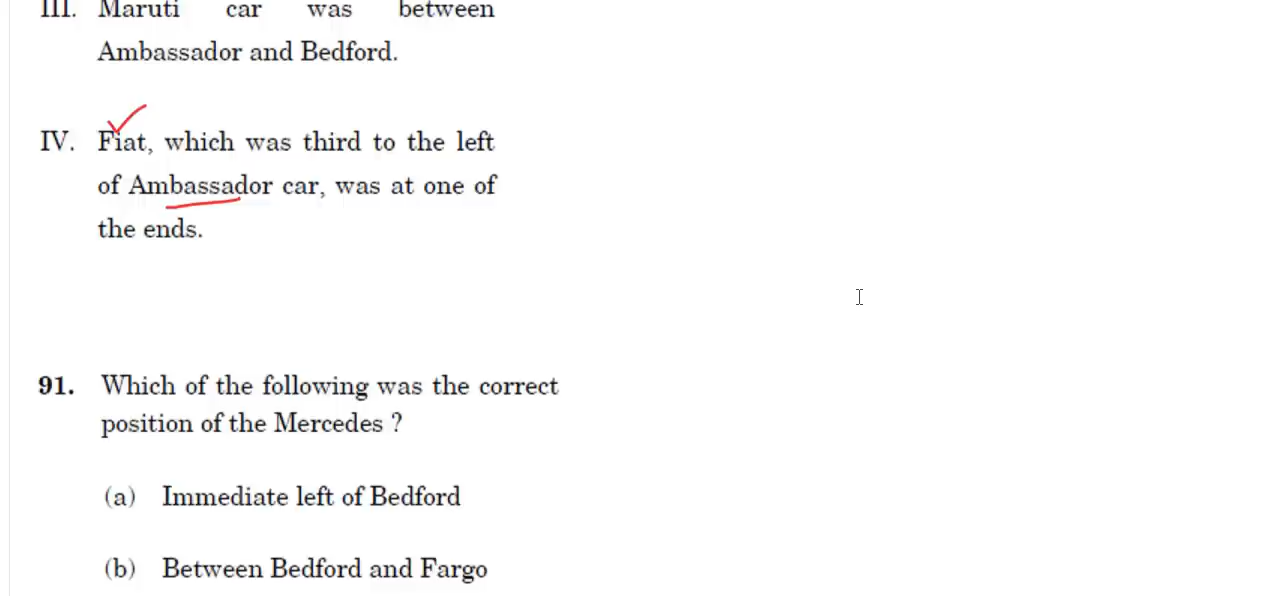 III. Maruti car was between
Ambassador and Bedford.
IV. Fiat, which was third to the left
of Ambassador car, was at one of
the ends.
91. Which of the following was the correct
position of the Mercedes ?
(a) Immediate left of Bedford
(b) Between Bedford and Fargo